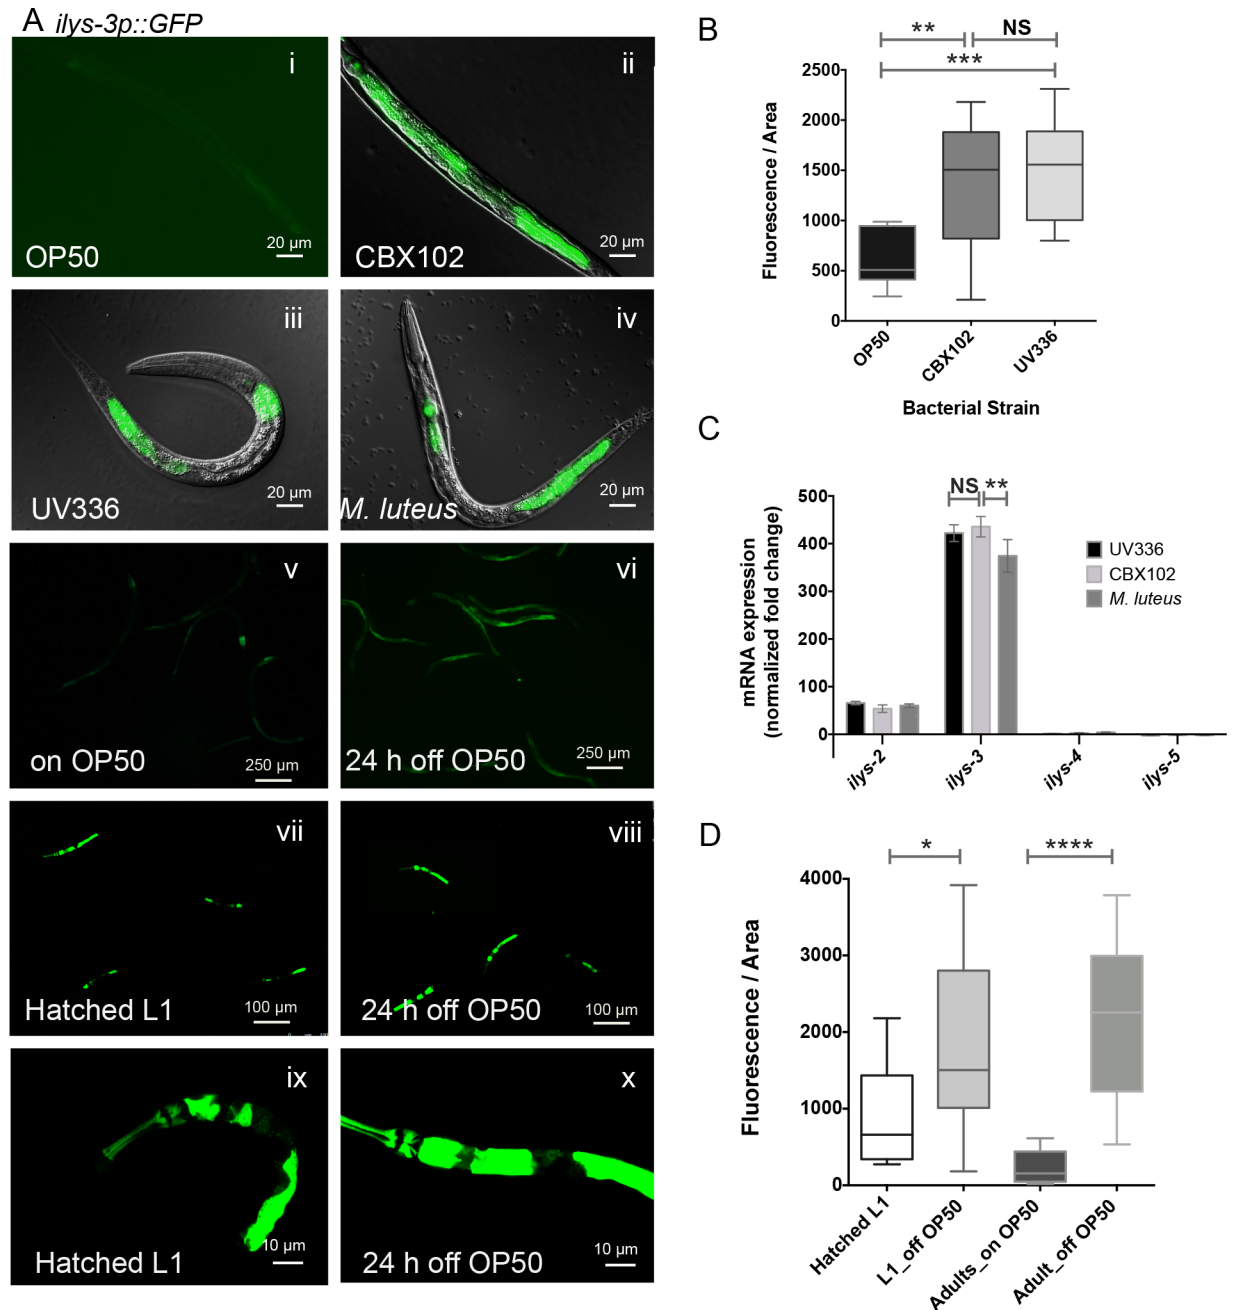 A ilys-3p::GFP
i
OP50
20 µm
ii
CBX102
20 µm
iii
UV336
20 µm
iv
M. luteus
20 µm
v
on OP50
250 µm
vi
24 h off OP50
250 µm
vii
Hatched L1
100 µm
viii
24 h off OP50
100 µm
ix
Hatched L1
10 µm
x
24 h off OP50
10 µm
B
** NS
***
Fluorescence / Area
2500
2000
1500
1000
500
0
OP50
CBX102
UV336
Bacterial Strain
C
NS **
mRNA expression
(normalized fold change)
500
400
300
200
100
0
UV336
CBX102
M. luteus
ilys-2
ilys-3
ilys-4
ilys-5
D
* ****
Fluorescence / Area
4000
3000
2000
1000
0
Hatched L1
L1_off OP50
Adults_on OP50
Adult_off OP50